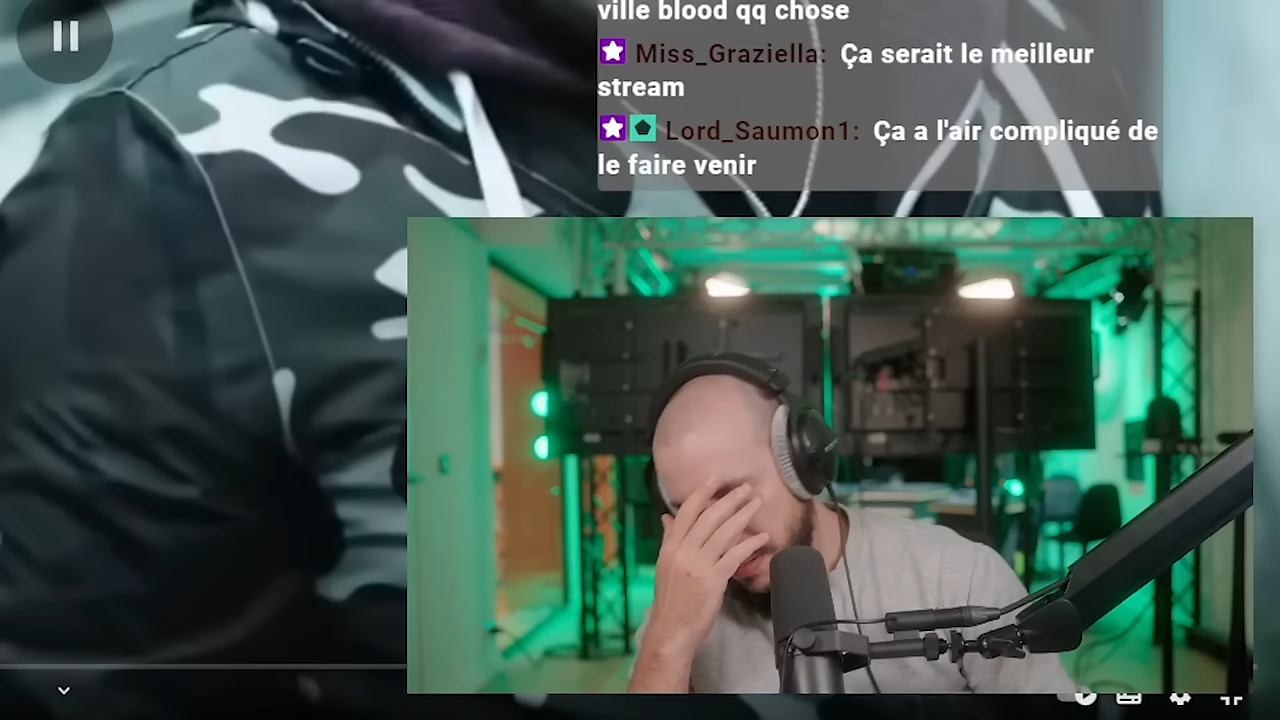 ville blood qq chose
Miss_Graziella: Ça serait le meilleur
stream
Lord_Saumon1: Ça a l'air compliqué de
le faire venir